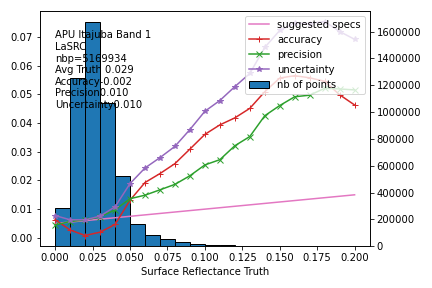 APU Itajuba Band 1
LaSRC
nbp=5169934
Avg Truth 0.029
Accuracy-0.002
Precision0.010
Uncertainty0.010
suggested specs
accuracy
precision
uncertainty
nb of points
0.07
0.06
0.05
0.04
0.03
0.02
0.01
0.00
1600000
1400000
1200000
1000000
800000
600000
400000
200000
0
0.000 0.025 0.050 0.075 0.100 0.125 0.150 0.175 0.200
Surface Reflectance Truth